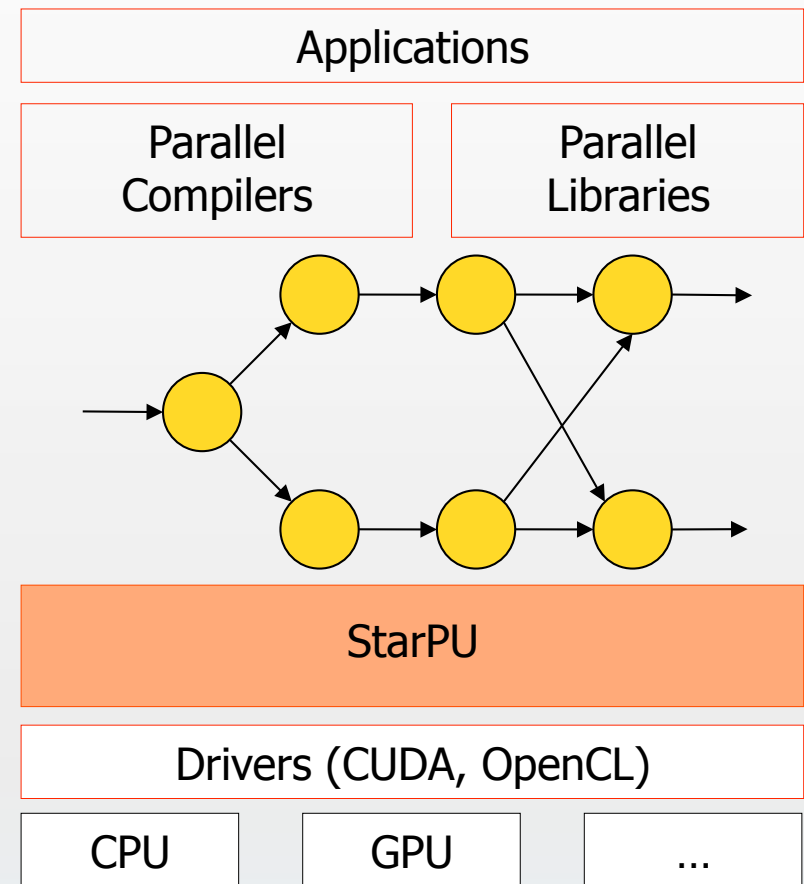 Applications
Parallel
Compilers
Parallel
Libraries
StarPU
Drivers (CUDA, OpenCL)
CPU
GPU
...